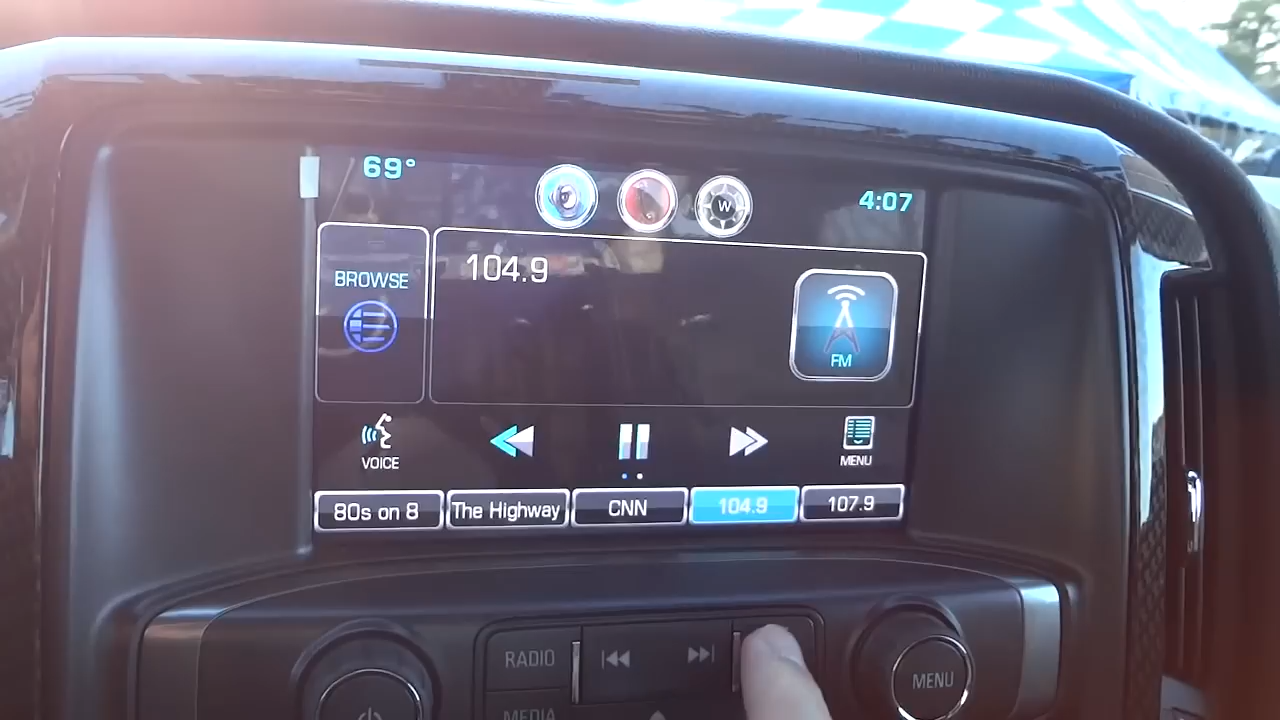 69°
W
4:07
BROWSE
104.9
FM
VOICE
MENU
80s on 8
The Highway
CNN
104.9
107.9
RADIO
MENU
MEDIA